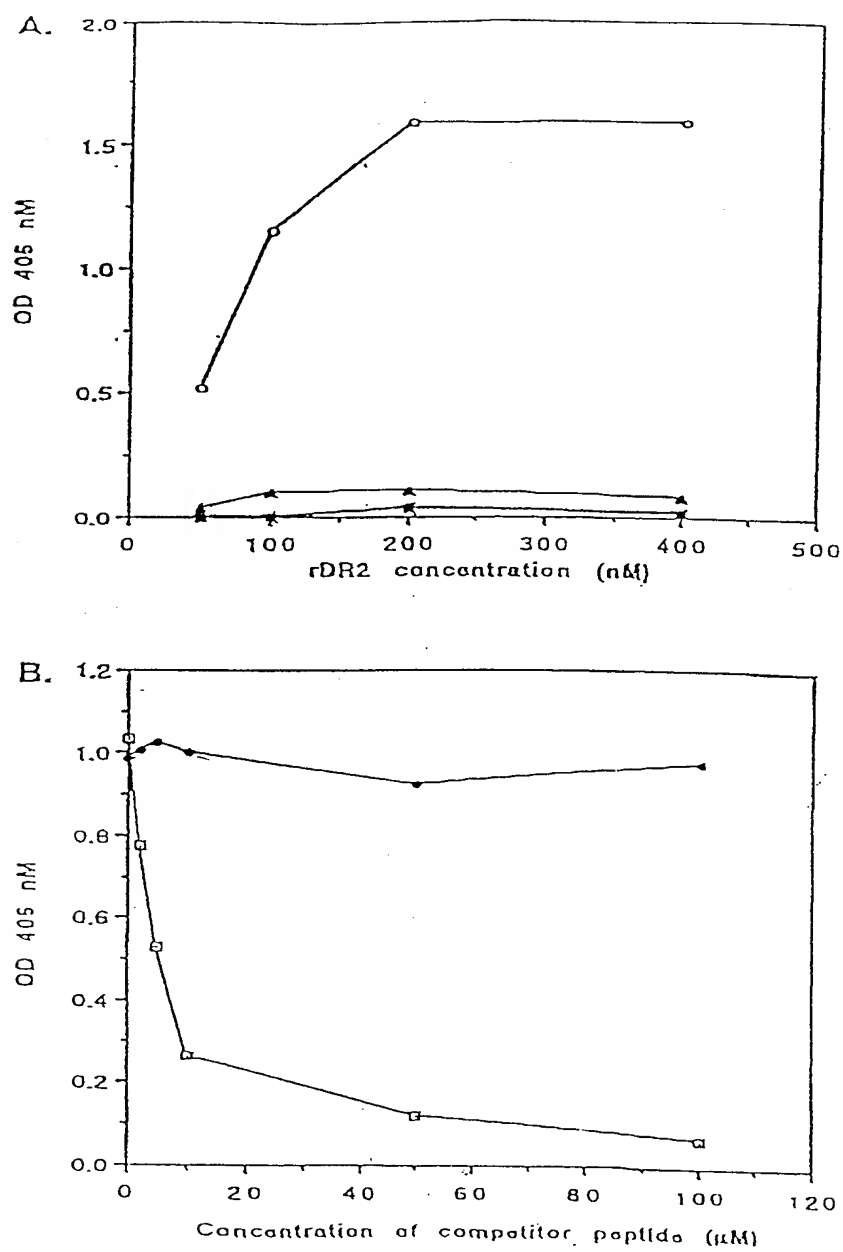 A.
2.0
1.5
1.0
0.5
0.0
OD 405 nM
0 100 200 300 400 500
rDR2 concentration (nM)
B.
1.2
1.0
0.8
0.6
0.4
0.2
0.0
OD 405 nM
0 20 40 60 80 100 120
Concentration of competitor peptide (µM)